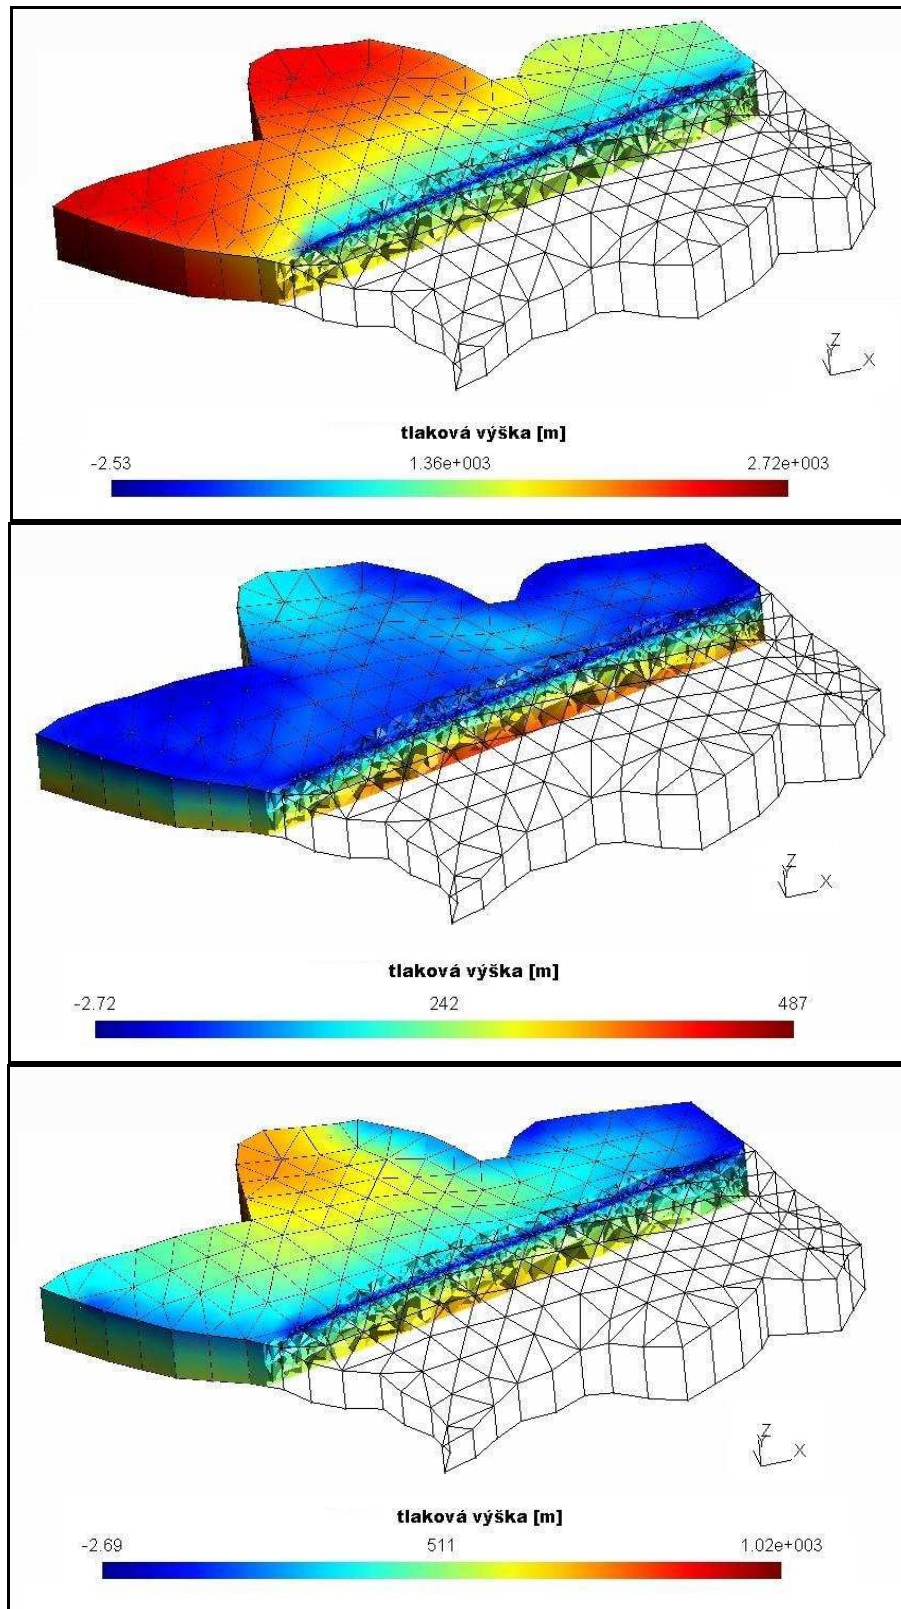 Z
X
tlaková výška [m]
-2.53 1.36e+003 2.72e+003
Z
X
tlaková výška [m]
-2.72 242 487
Z
X
tlaková výška [m]
-2.69 511 1.02e+003